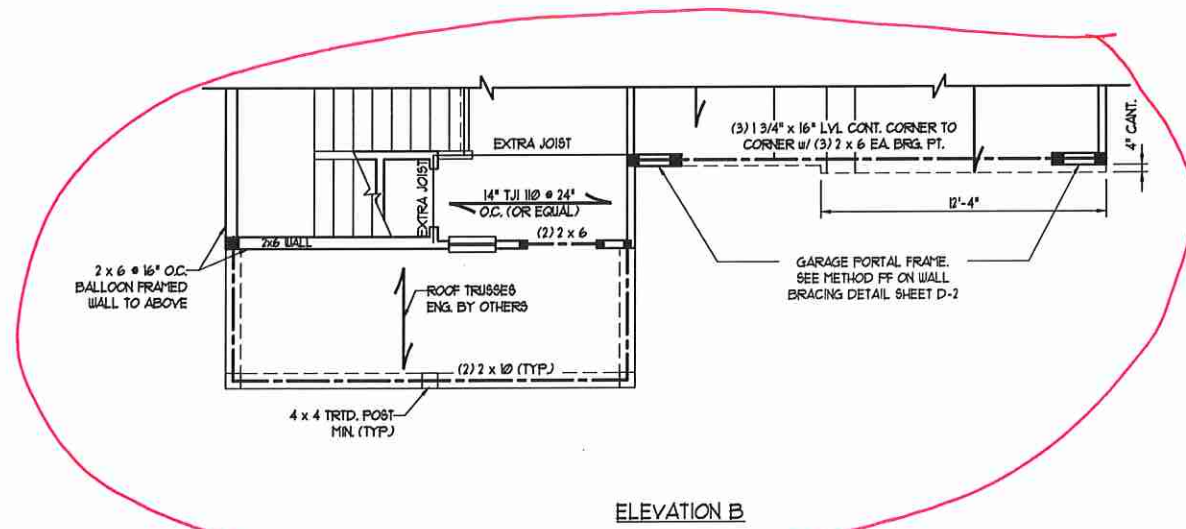 EXTRA JOIST
(3) 1 3/4" x 16" LVL CONT. CORNER TO
CORNER w/ (3) 2 x 6 EA. BRG. PT.
4" CANT.
EXTRA JOIST
14" TJI 110 @ 24"
O.C. (OR EQUAL)
12'-4"
(2) 2 x 6
2x6 WALL
2 x 6 @ 16" O.C.
BALLOON FRAMED
WALL TO ABOVE
GARAGE PORTAL FRAME.
SEE METHOD PF ON WALL
BRACING DETAIL SHEET D-2
ROOF TRUSSES
ENG. BY OTHERS
(2) 2 x 10 (TYP.)
4 x 4 TRTD. POST
MIN. (TYP.)
ELEVATION B